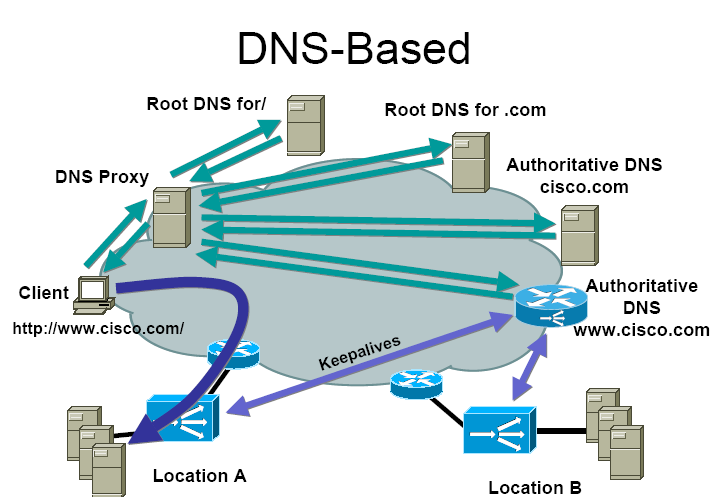 DNS-Based
Root DNS for/
Root DNS for .com
Authoritative DNS
cisco.com
DNS Proxy
Client
http://www.cisco.com/
Authoritative
DNS
www.cisco.com
Keepalives
Location A
Location B